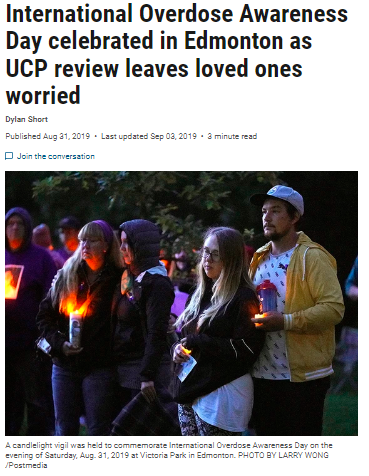 International Overdose Awareness
Day celebrated in Edmonton as
UCP review leaves loved ones
worried
Dylan Short
Published Aug 31, 2019 • Last updated Sep 03, 2019 • 3 minute read
Join the conversation
A candlelight vigil was held to commemorate International Overdose Awareness Day on the
evening of Saturday, Aug. 31, 2019 at Victoria Park in Edmonton. PHOTO BY LARRY WONG
/Postmedia